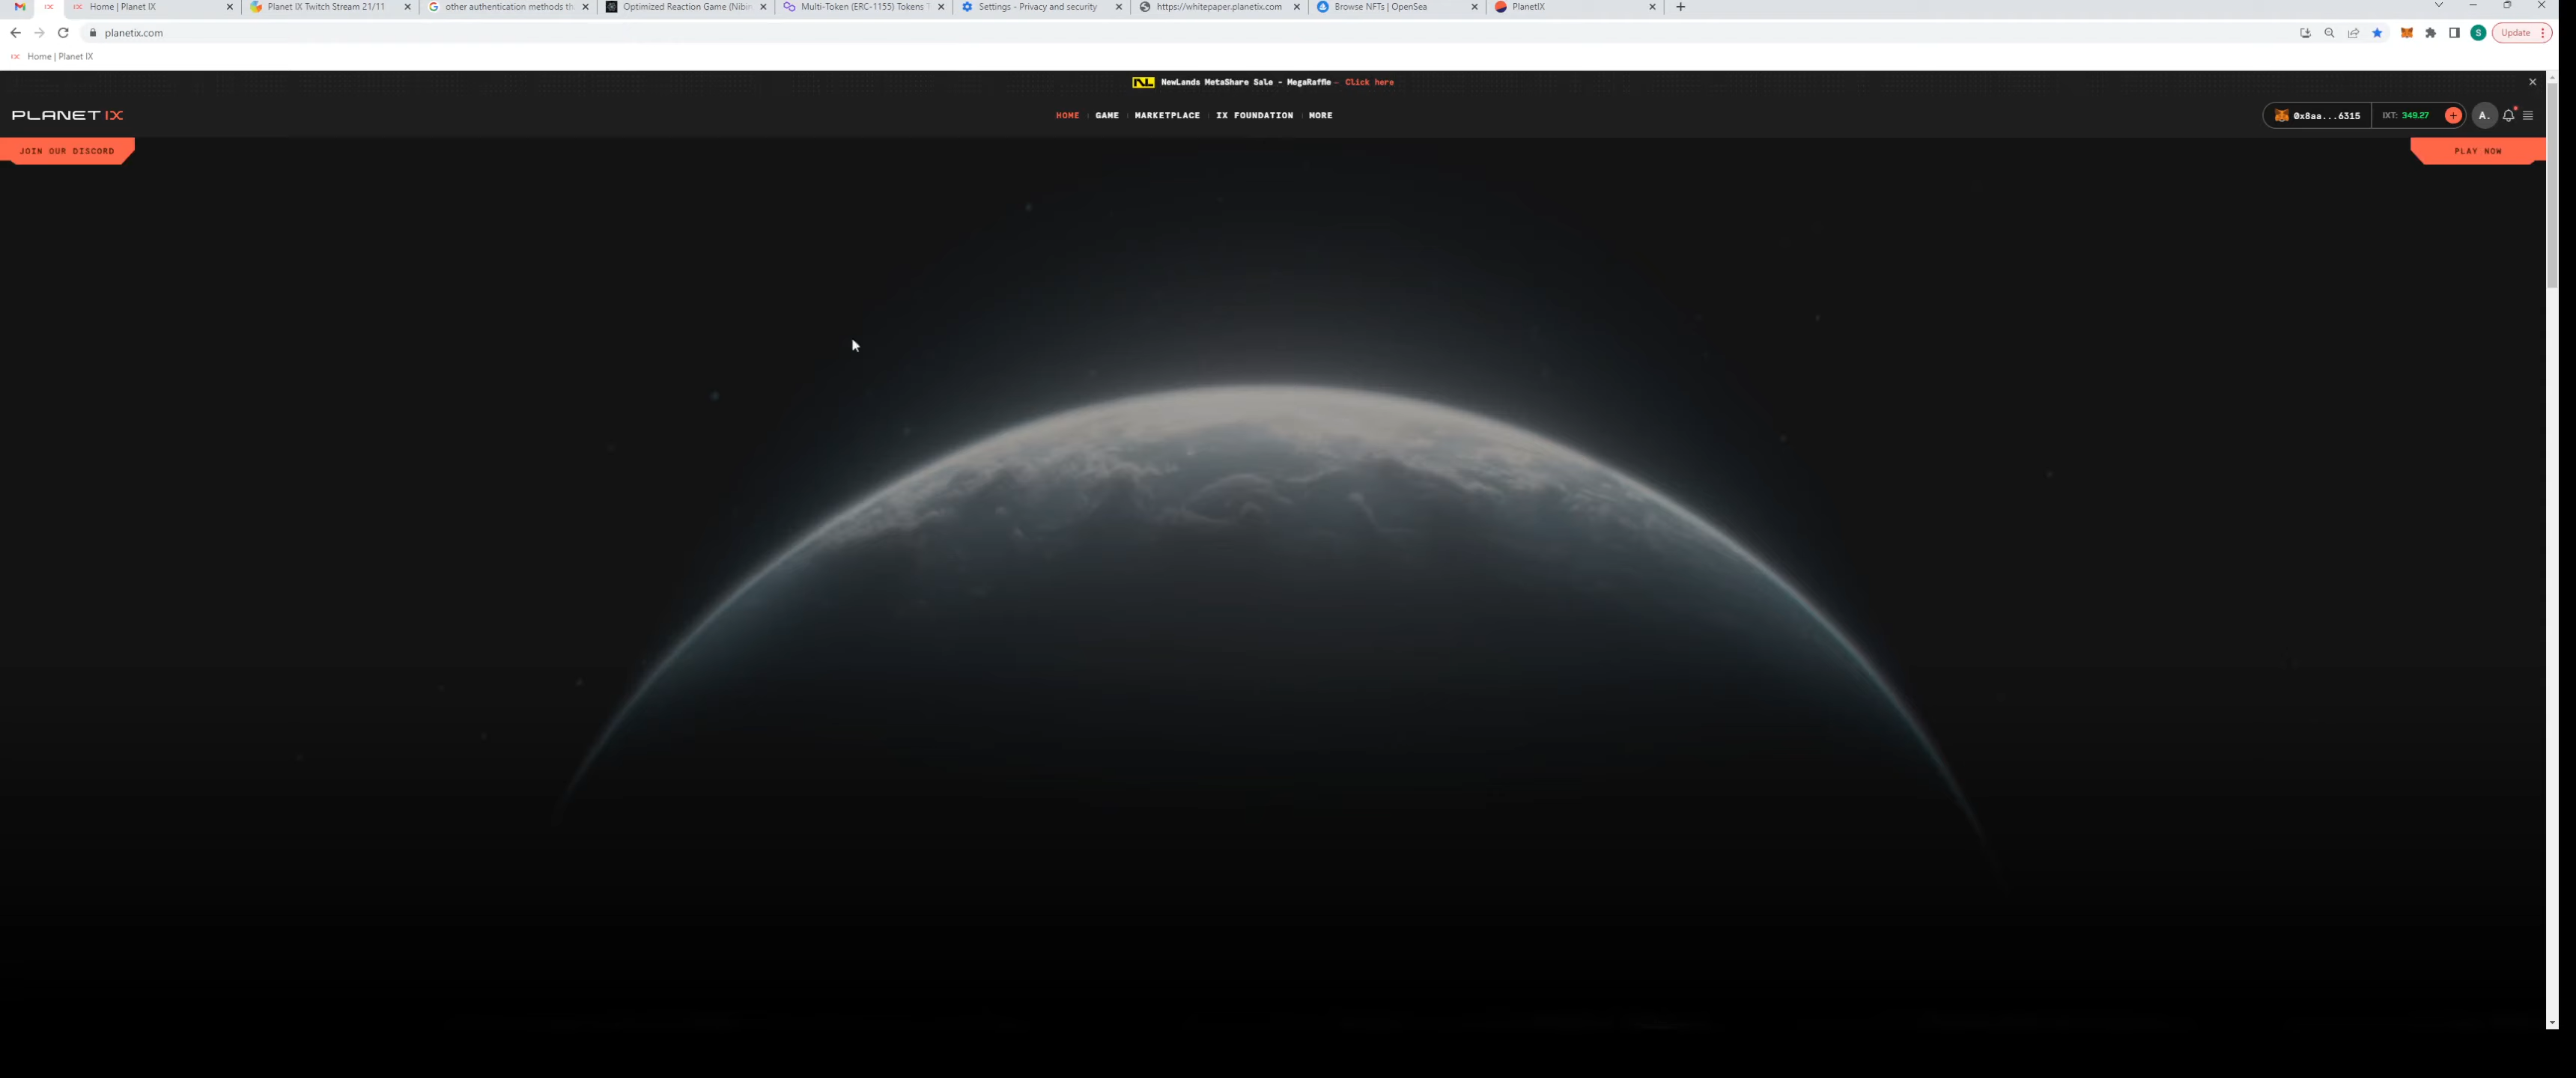 Home | Planet IX
Planet IX Twitch Stream 21/11
other authentication methods th
Optimized Reaction Game (Nibir
Multi-Token (ERC-1155) Tokens T
Settings - Privacy and security
https://whitepaper.planetix.com
Browse NFTs | OpenSea
PlanetIX
planetix.com
S
Update
IX Home | Planet IX
NL NewLands MetaShare Sale - MegaRaffle - Click here
PLANET IX
HOME
GAME
MARKETPLACE
IX FOUNDATION
MORE
0x8aa...6315
IXT: 349.27
A.
JOIN OUR DISCORD
PLAY NOW